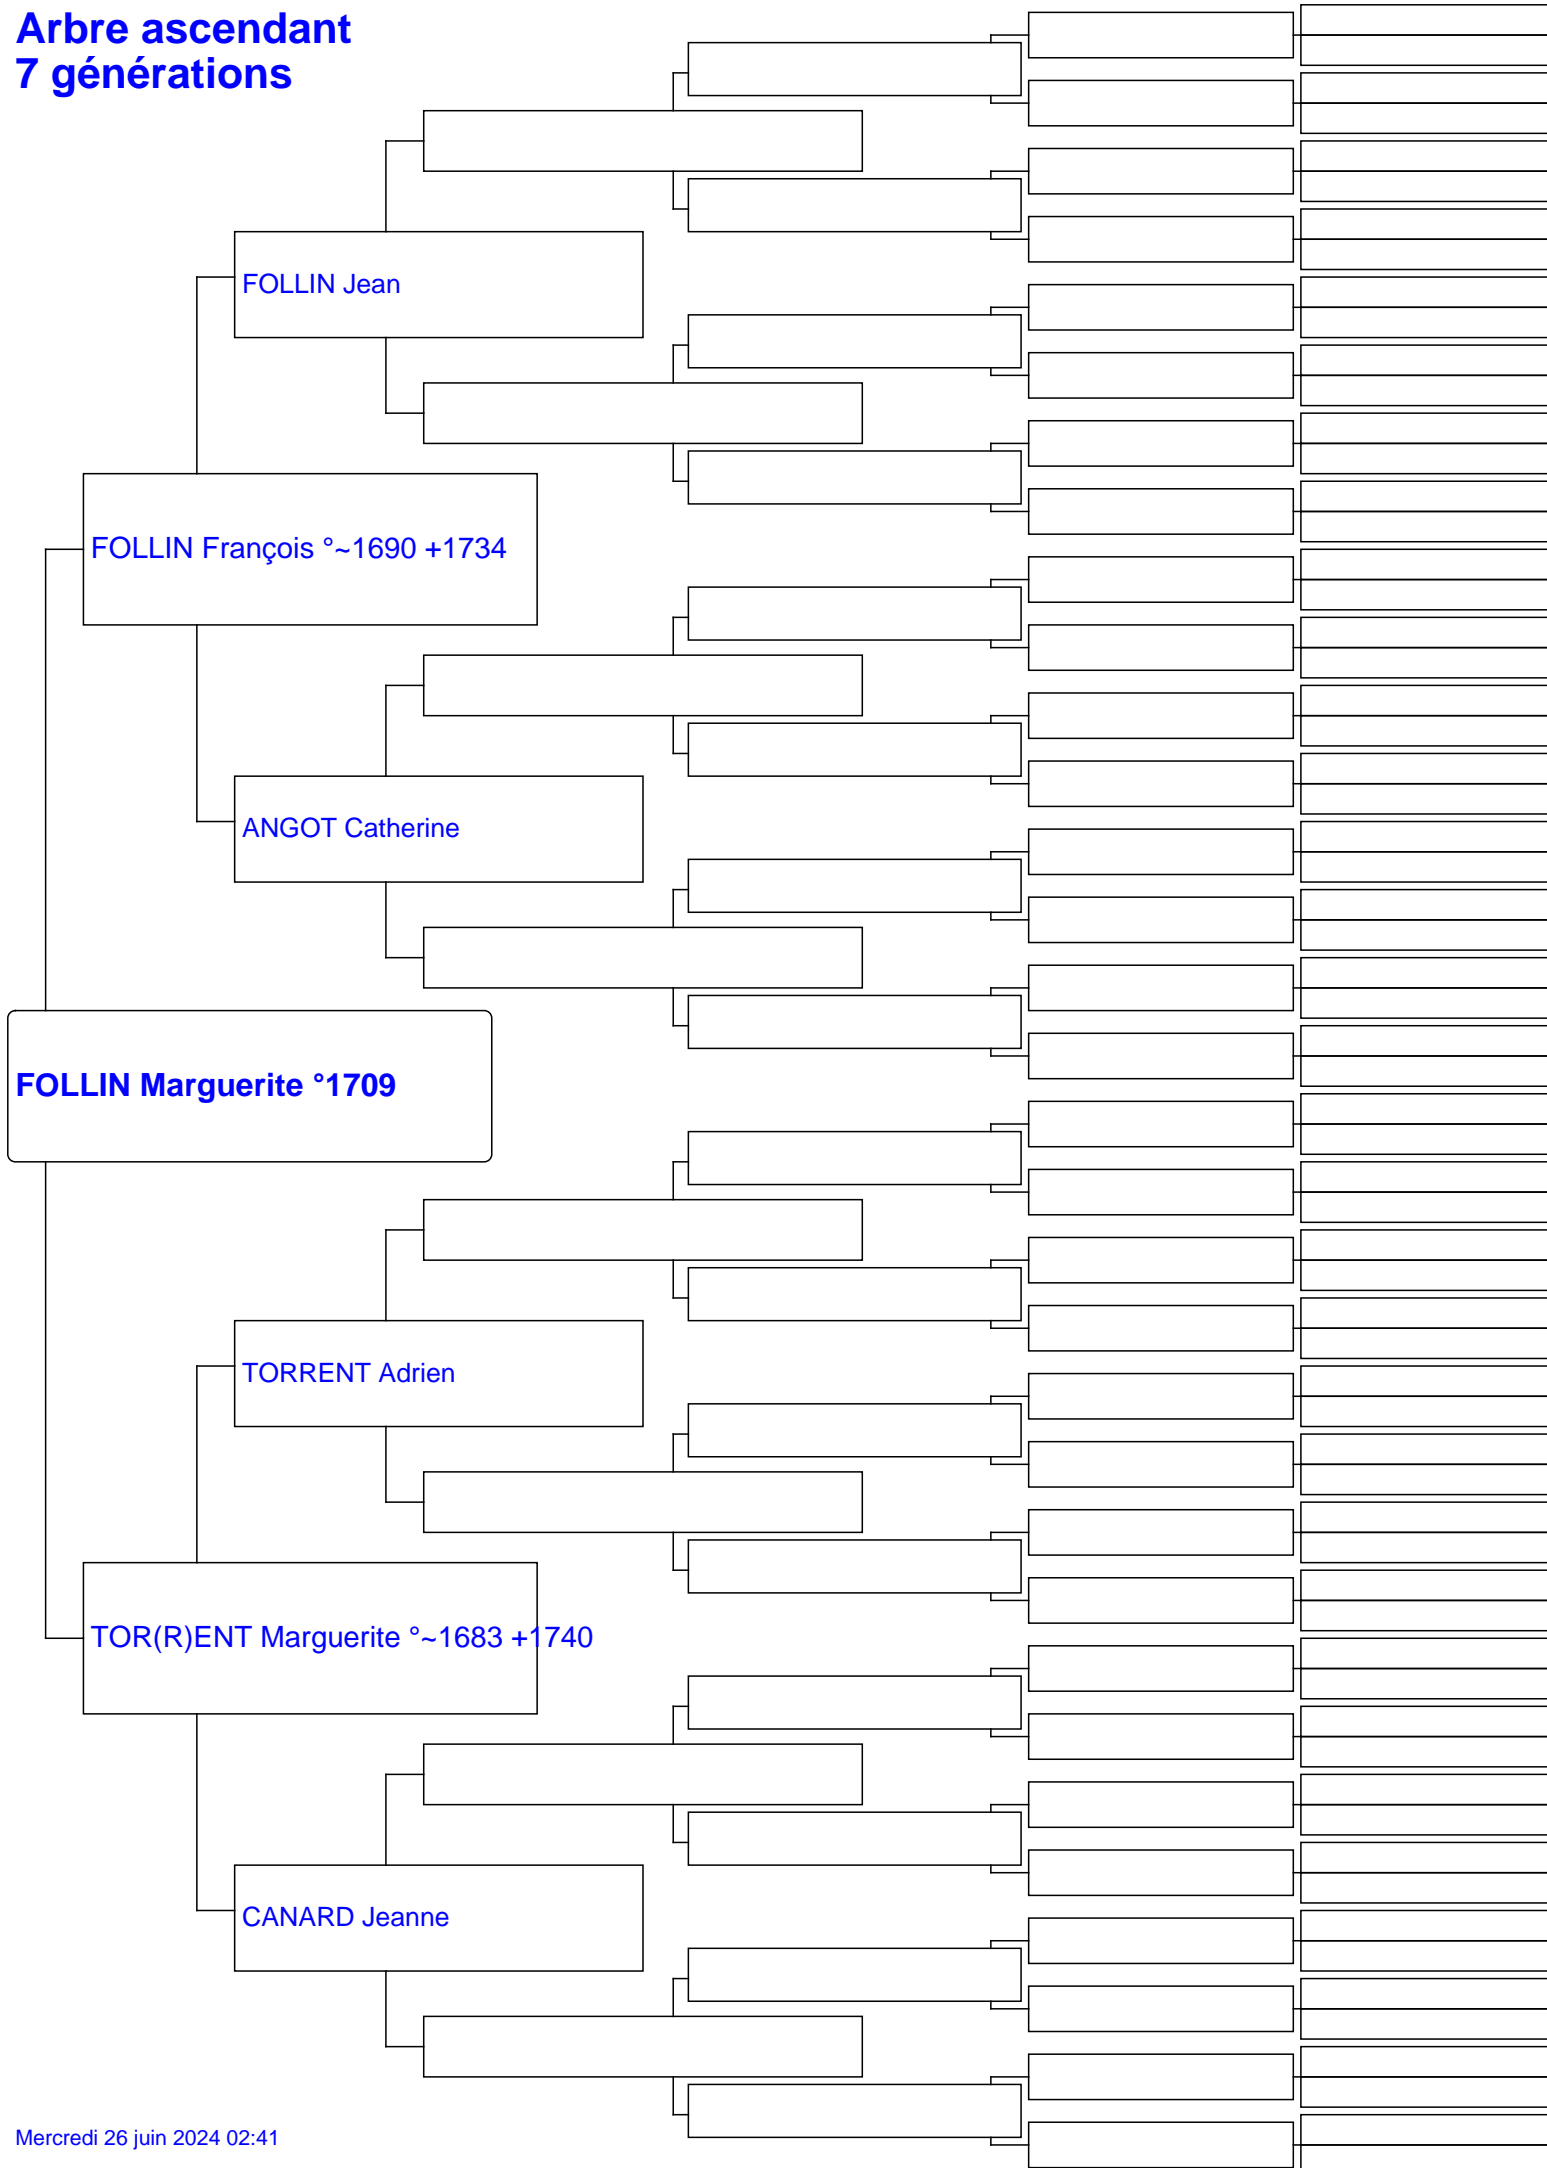 Arbre ascendant
7 générations
FOLLIN Jean
FOLLIN François °~1690 +1734
ANGOT Catherine
FOLLIN Marguerite °1709
TORRENT Adrien
TOR(R)ENT Marguerite °~1683 +1740
CANARD Jeanne
Mercredi 26 juin 2024 02:41